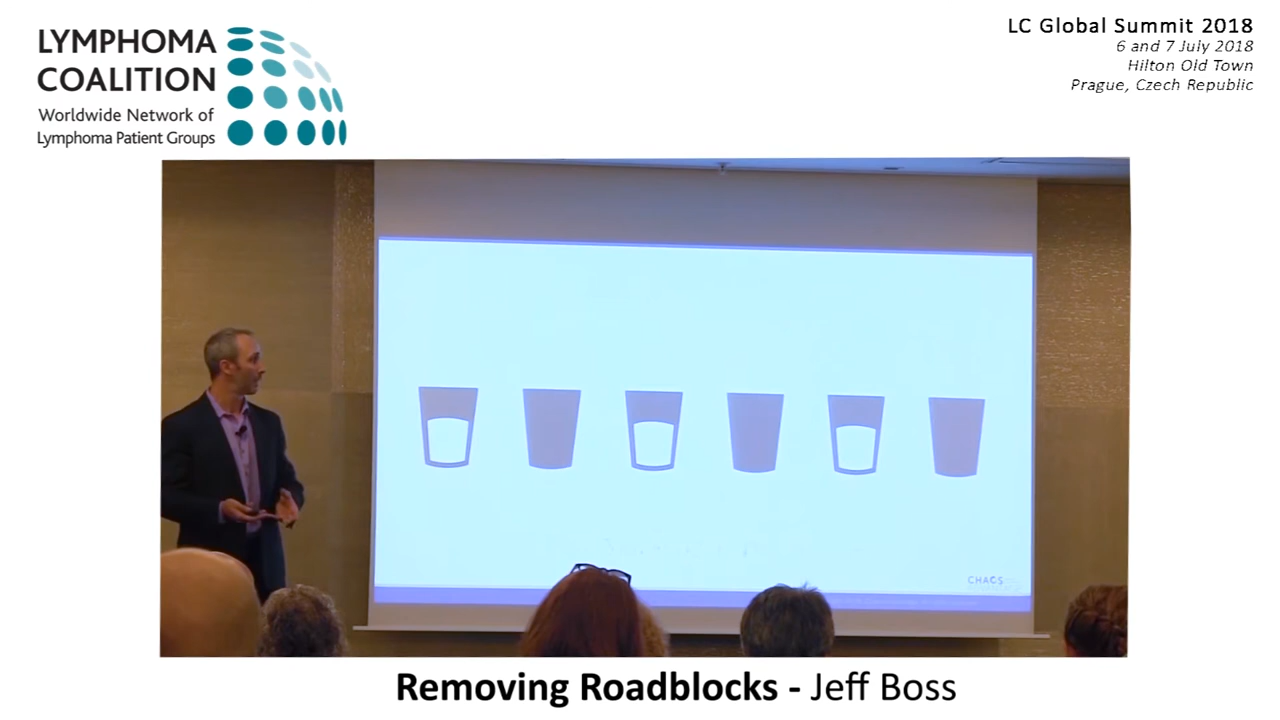 LYMPHOMA
COALITION
Worldwide Network of
Lymphoma Patient Groups
LC Global Summit 2018
6 and 7 July 2018
Hilton Old Town
Prague, Czech Republic
CHAOS
Removing Roadblocks - Jeff Boss